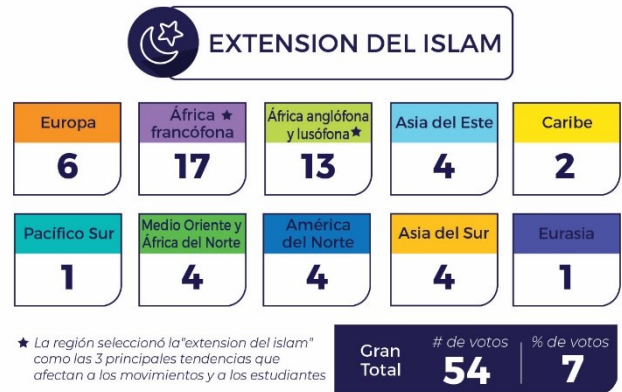 EXTENSION DEL ISLAM
Europa
6
África ★
francófona
17
África anglófona
y lusófona★
13
Asia del Este
4
Caribe
2
Pacífico Sur
1
Medio Oriente y
África del Norte
4
América
del Norte
4
Asia del Sur
4
Eurasia
1
★ La región seleccionó la"extension del islam"
como las 3 principales tendencias que
afectan a los movimientos y a los estudiantes
Gran
Total
# de votos
54
% de votos
7